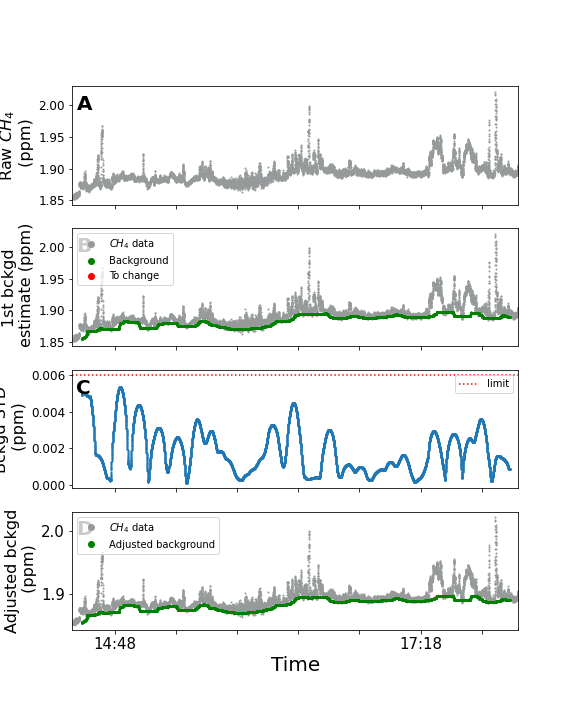 A
Raw CH4
(ppm)
2.00
1.95
1.90
1.85
B
1st bckgd
estimate (ppm)
2.00
1.95
1.90
1.85
CH4 data
Background
To change
C
(ppm)
0.006
0.004
0.002
0.000
limit
D
Adjusted bckgd
(ppm)
2.0
1.9
CH4 data
Adjusted background
14:48
17:18
Time